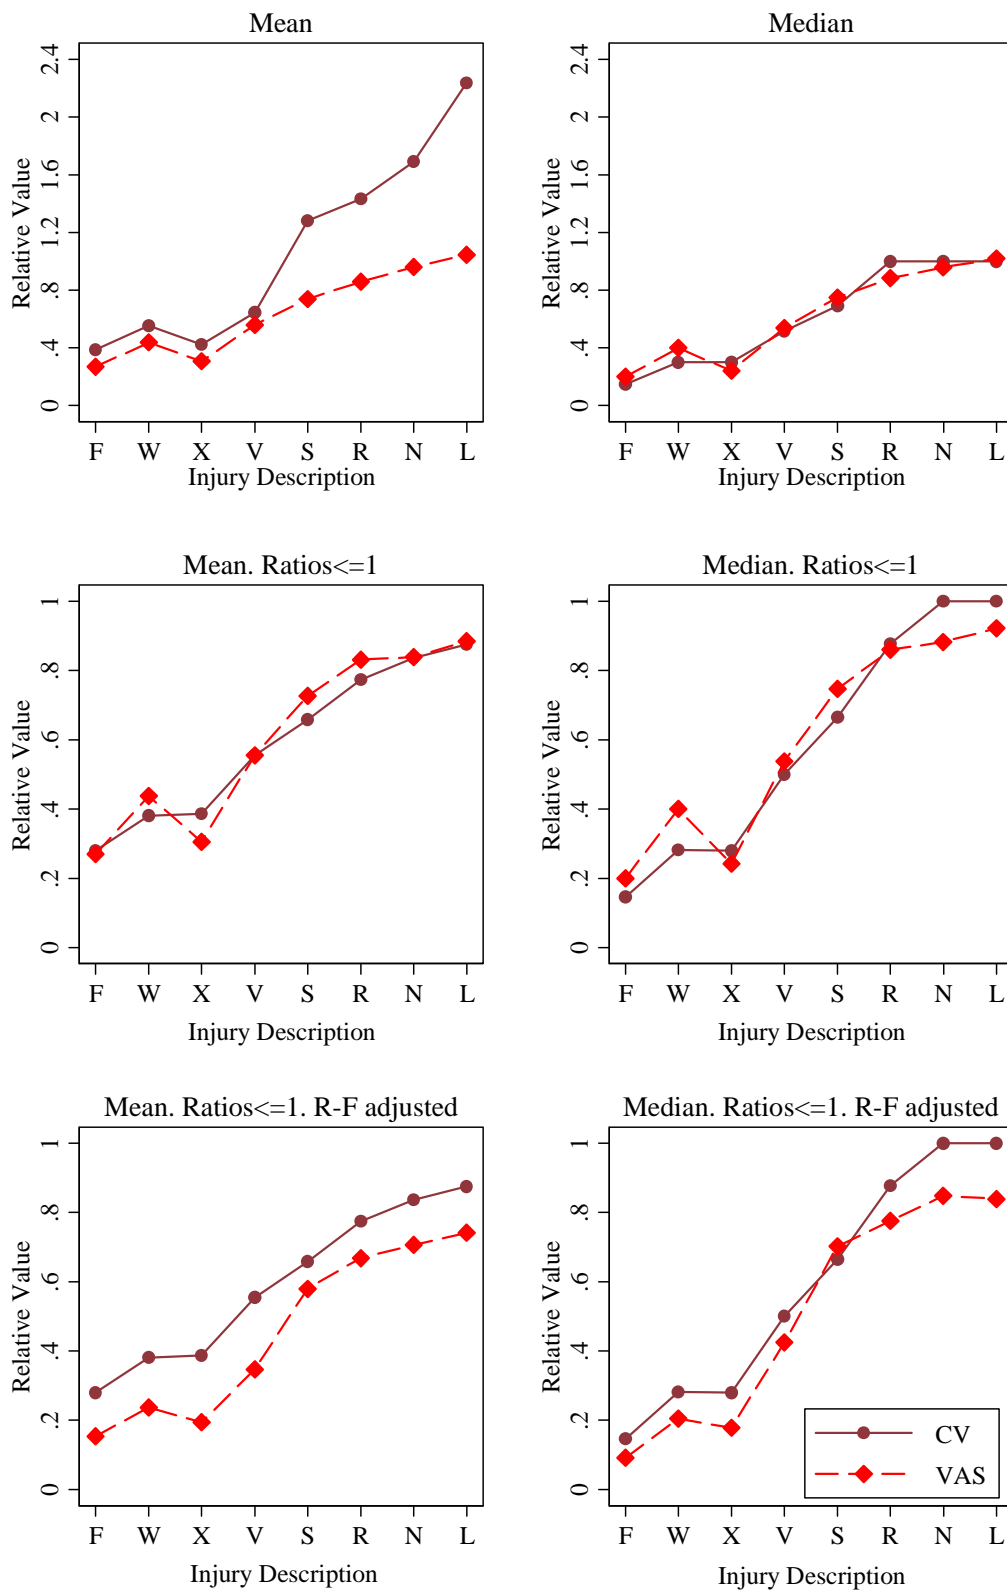 Mean
Relative Value
2.4
2
1.6
1.2
.8
.4
0
F W X V S R N L
Injury Description
Median
Relative Value
2.4
2
1.6
1.2
.8
.4
0
F W X V S R N L
Injury Description
Mean. Ratios<=1
Relative Value
1
.8
.6
.4
.2
0
F W X V S R N L
Injury Description
Median. Ratios<=1
Relative Value
1
.8
.6
.4
.2
0
F W X V S R N L
Injury Description
Mean. Ratios<=1. R-F adjusted
Relative Value
1
.8
.6
.4
.2
0
F W X V S R N L
Injury Description
Median. Ratios<=1. R-F adjusted
Relative Value
1
.8
.6
.4
.2
0
CV
VAS
F W X V S R N L
Injury Description